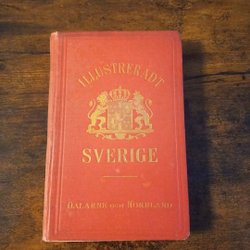 ILLUSTRERADT
SVERIGE
DALARNE OCH NORRLAND